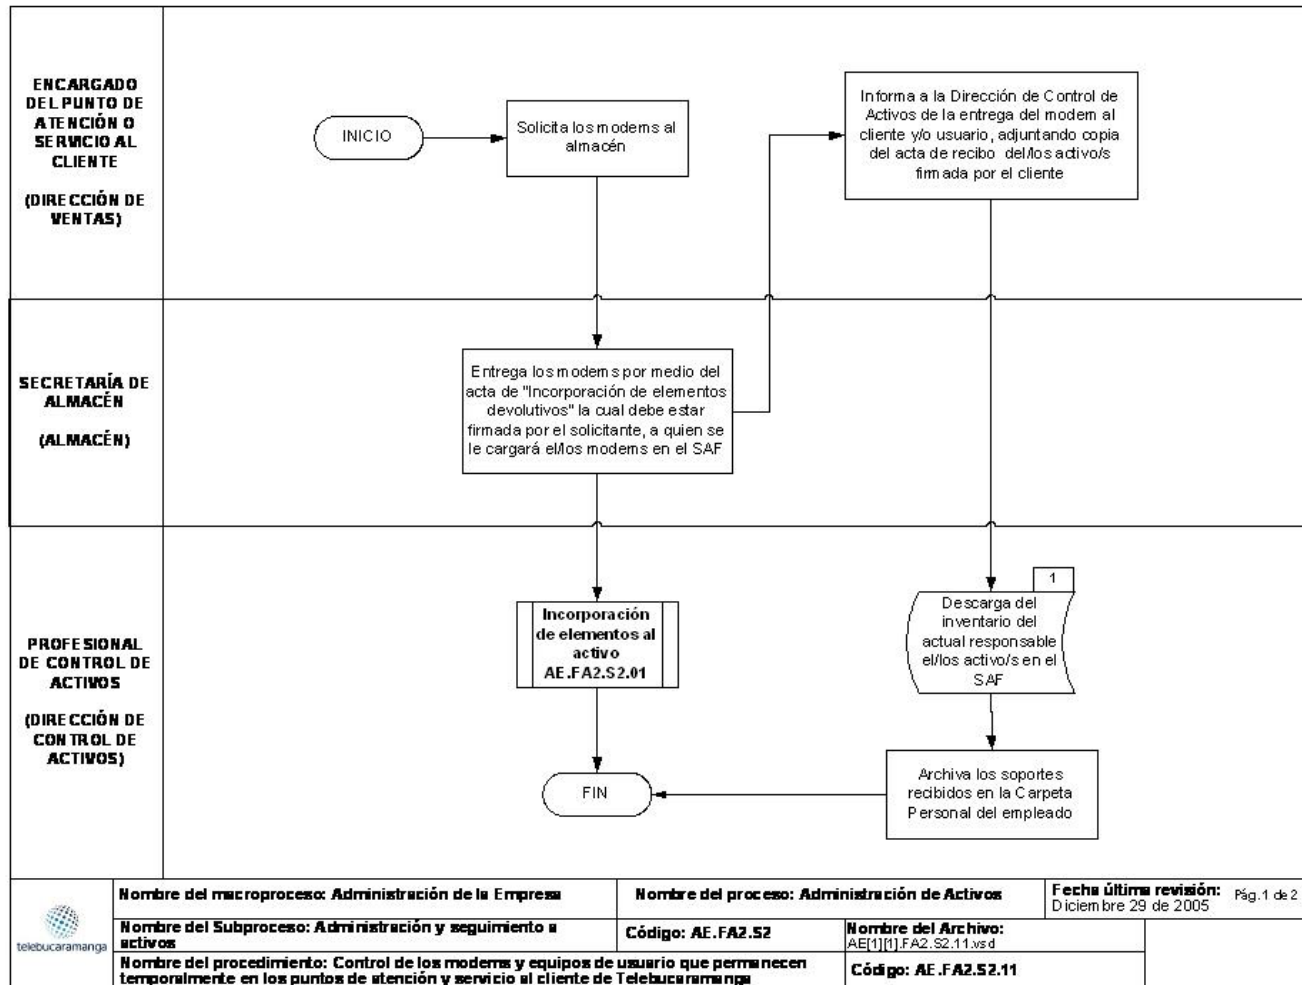 ENCARGADO
DEL PUNTO DE
ATENCIÓN O
SERVICIO AL
CLIENTE
(DIRECCIÓN DE
VENTAS)
INICIO
Solicita los modems al
almacén
Informa a la Dirección de Control de
Activos de la entrega del modem al
cliente y/o usuario, adjuntando copia
del acta de recibo del/los activo/s
firmada por el cliente
SECRETARÍA DE
ALMACÉN
(ALMACÉN)
Entrega los modems por medio del
acta de "Incorporación de elementos
devolutivos" la cual debe estar
firmada por el solicitante, a quien se
le cargará el/los modems en el SAF
PROFESIONAL
DE CONTROL DE
ACTIVOS
(DIRECCIÓN DE
CONTROL DE
ACTIVOS)
Incorporación
de elementos al
activo
AE.FA2.S2.01
1
Descarga del
inventario del
actual responsable
el/los activo/s en el
SAF
FIN
Archiva los soportes
recibidos en la Carpeta
Personal del empleado
telebucaramanga
Nombre del macroproceso: Administración de la Empresa
Nombre del proceso: Administración de Activos
Fecha última revisión: Pág. 1 de 2
Diciembre 29 de 2005
Nombre del Subproceso: Administración y seguimiento a
activos
Código: AE.FA2.S2
Nombre del Archivo:
AE[1][1].FA2.S2.11.vsd
Nombre del procedimiento: Control de los modems y equipos de usuario que permanecen
temporalmente en los puntos de atención y servicio al cliente de Telebucaramanga
Código: AE.FA2.S2.11